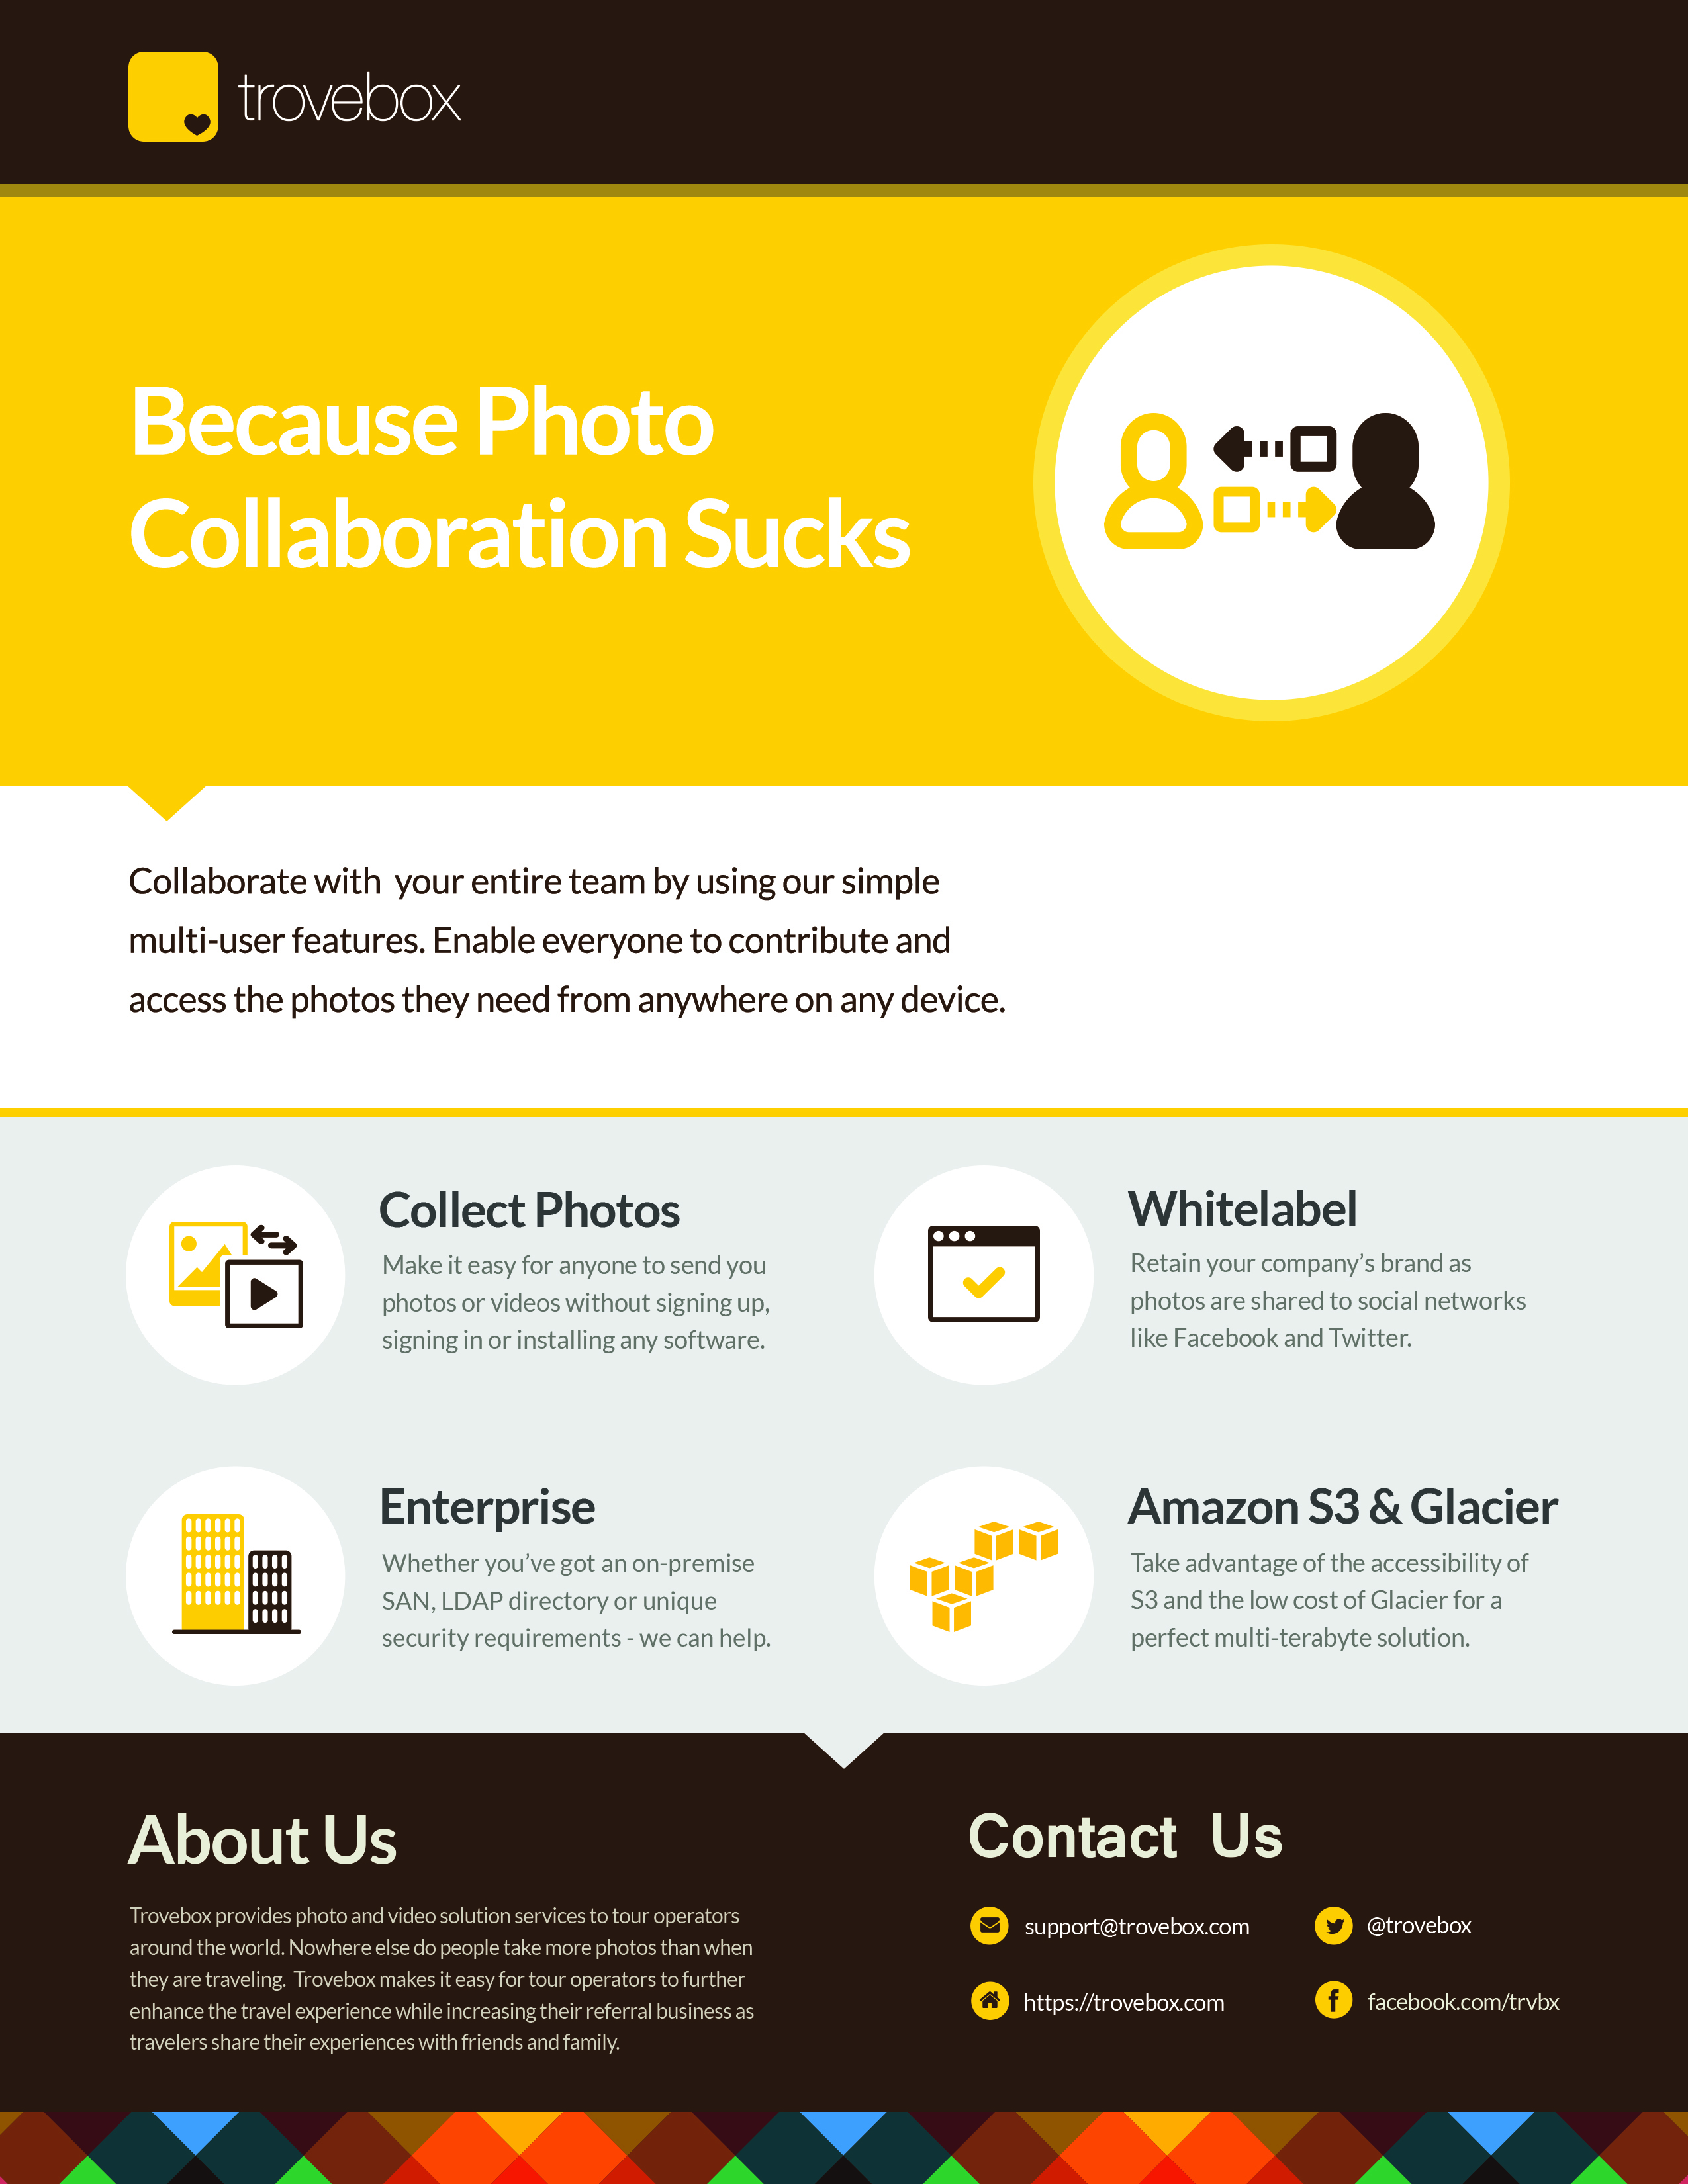 trovebox
Because Photo
Collaboration Sucks
Collaborate with  your entire team by using our simple
multi-user features. Enable everyone to contribute and
access the photos they need from anywhere on any device.
Collect Photos
Make it easy for anyone to send you
photos or videos without signing up,
signing in or installing any software.
Whitelabel
Retain your company’s brand as
photos are shared to social networks
like Facebook and Twitter.
Enterprise
Whether you’ve got an on-premise
SAN, LDAP directory or unique
security requirements - we can help.
Amazon S3 & Glacier
Take advantage of the accessibility of
S3 and the low cost of Glacier for a
perfect multi-terabyte solution.
About Us
Trovebox provides photo and video solution services to tour operators
around the world. Nowhere else do people take more photos than when
they are traveling.  Trovebox makes it easy for tour operators to further
enhance the travel experience while increasing their referral business as
travelers share their experiences with friends and family.
Contact  Us
support@trovebox.com
@trovebox
https://trovebox.com
facebook.com/trvbx